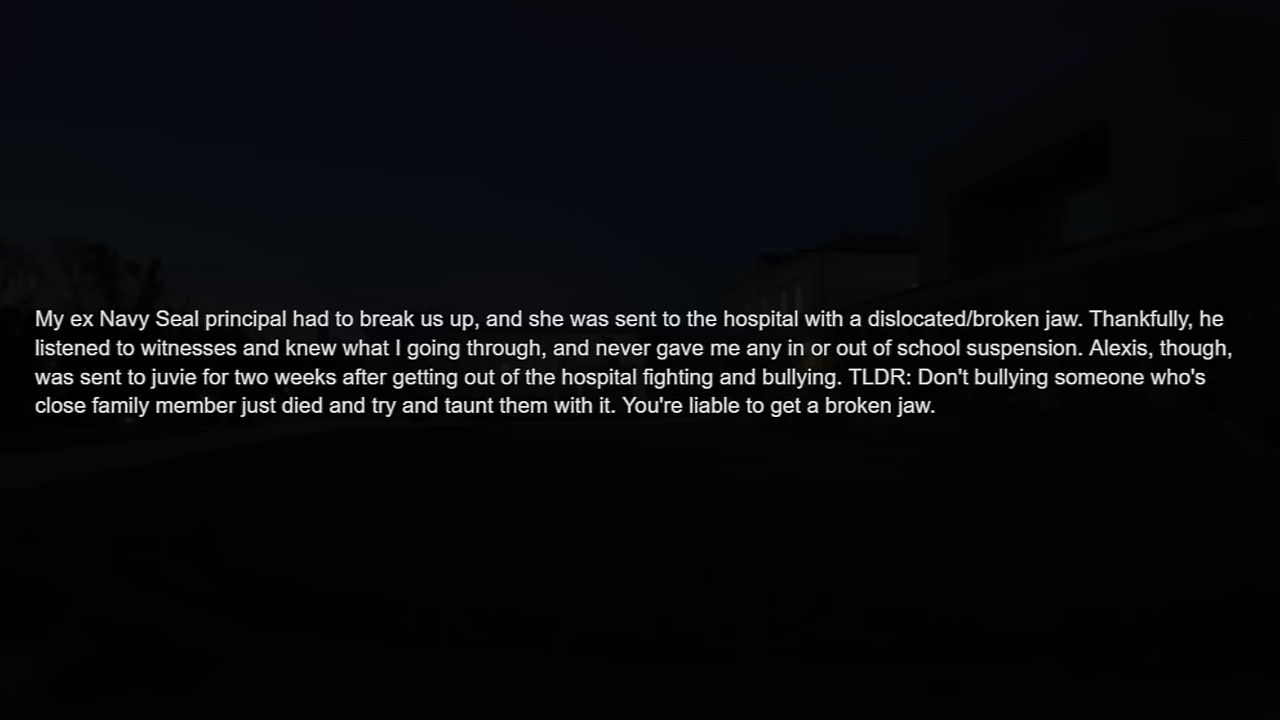 My ex Navy Seal principal had to break us up, and she was sent to the hospital with a dislocated/broken jaw. Thankfully, he
listened to witnesses and knew what I going through, and never gave me any in or out of school suspension. Alexis, though,
was sent to juvie for two weeks after getting out of the hospital fighting and bullying. TLDR: Don't bullying someone who's
close family member just died and try and taunt them with it. You're liable to get a broken jaw.